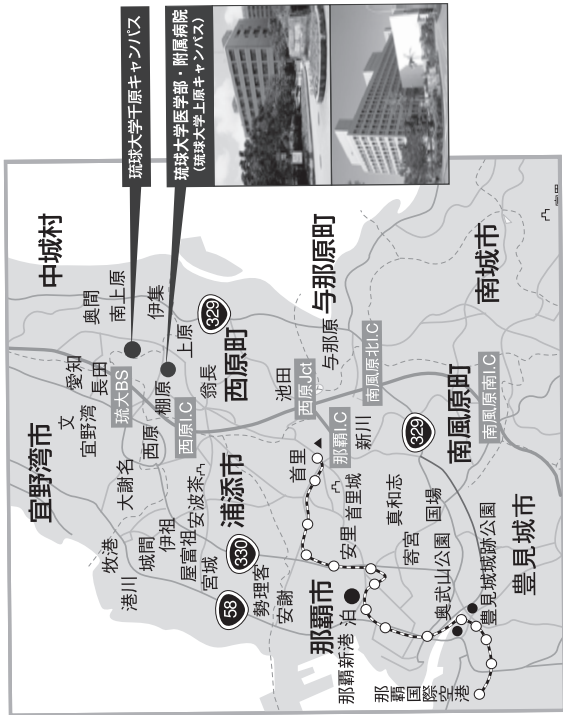 琉球大学千原キャンパス
琉球大学医学部・附属病院
(琉球大学上原キャンパス)
中城村
奥間
南上原
伊集
上原
329
与那原町
南城市
愛知
長田
琉大BS
棚原
翁長
西原町
池田
西原Jct
与那原
南風原北I.C
文
宜野湾
西原
西原I.C
那覇I.C
新川
329
南風原町
南風原南I.C
宜野湾市
大謝名
安波茶
浦添市
首里
首里城
真和志
国場
牧港
城間
伊祖
屋富祖
宮城
330
安里
寄宮
奥武山公園
豊見城城跡公園
豊見城市
港川
58
勢理客
安謝
那覇市
泊
那覇新港
那覇国際空港